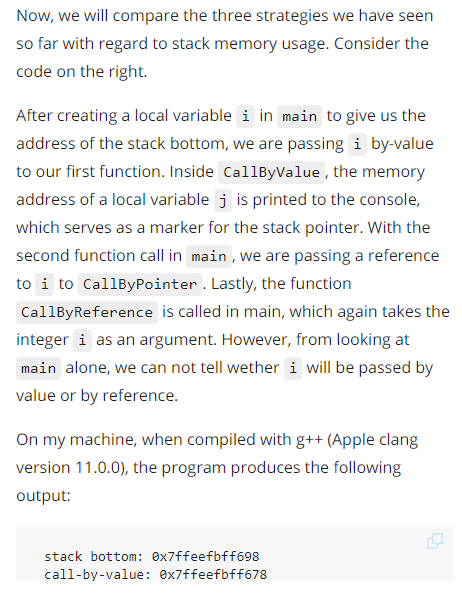 Now, we will compare the three strategies we have seen
so far with regard to stack memory usage. Consider the
code on the right.
After creating a local variable i in main to give us the
address of the stack bottom, we are passing i by-value
to our first function. Inside CallByValue, the memory
address of a local variable j is printed to the console,
which serves as a marker for the stack pointer. With the
second function call in main, we are passing a reference
to i to CallByPointer. Lastly, the function
CallByReference is called in main, which again takes the
integer i as an argument. However, from looking at
main alone, we can not tell wether i will be passed by
value or by reference.
On my machine, when compiled with g++ (Apple clang
version 11.0.0), the program produces the following
output:
stack bottom: 0x7ffeefbff698
call-by-value: 0x7ffeefbff678